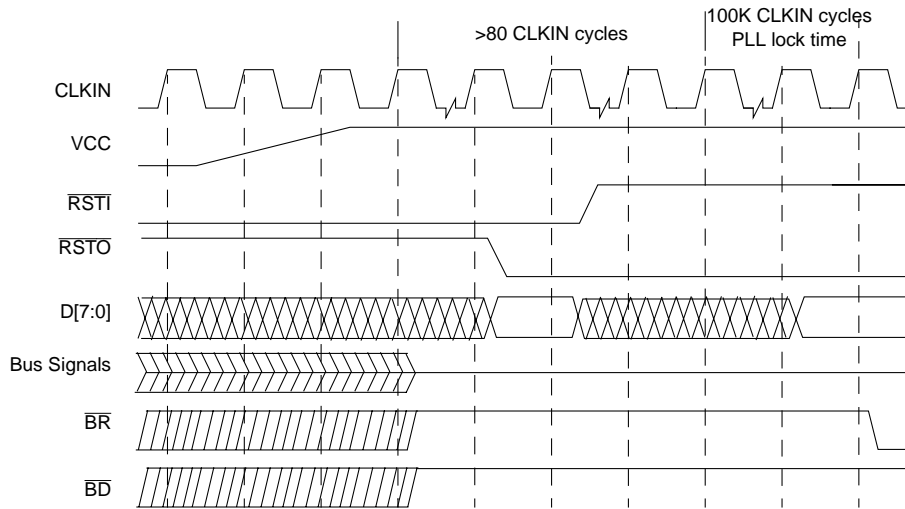 >80 CLKIN cycles
100K CLKIN cycles
PLL lock time
CLKIN
VCC
RSTI
RSTO
D[7:0]
Bus Signals
BR
BD